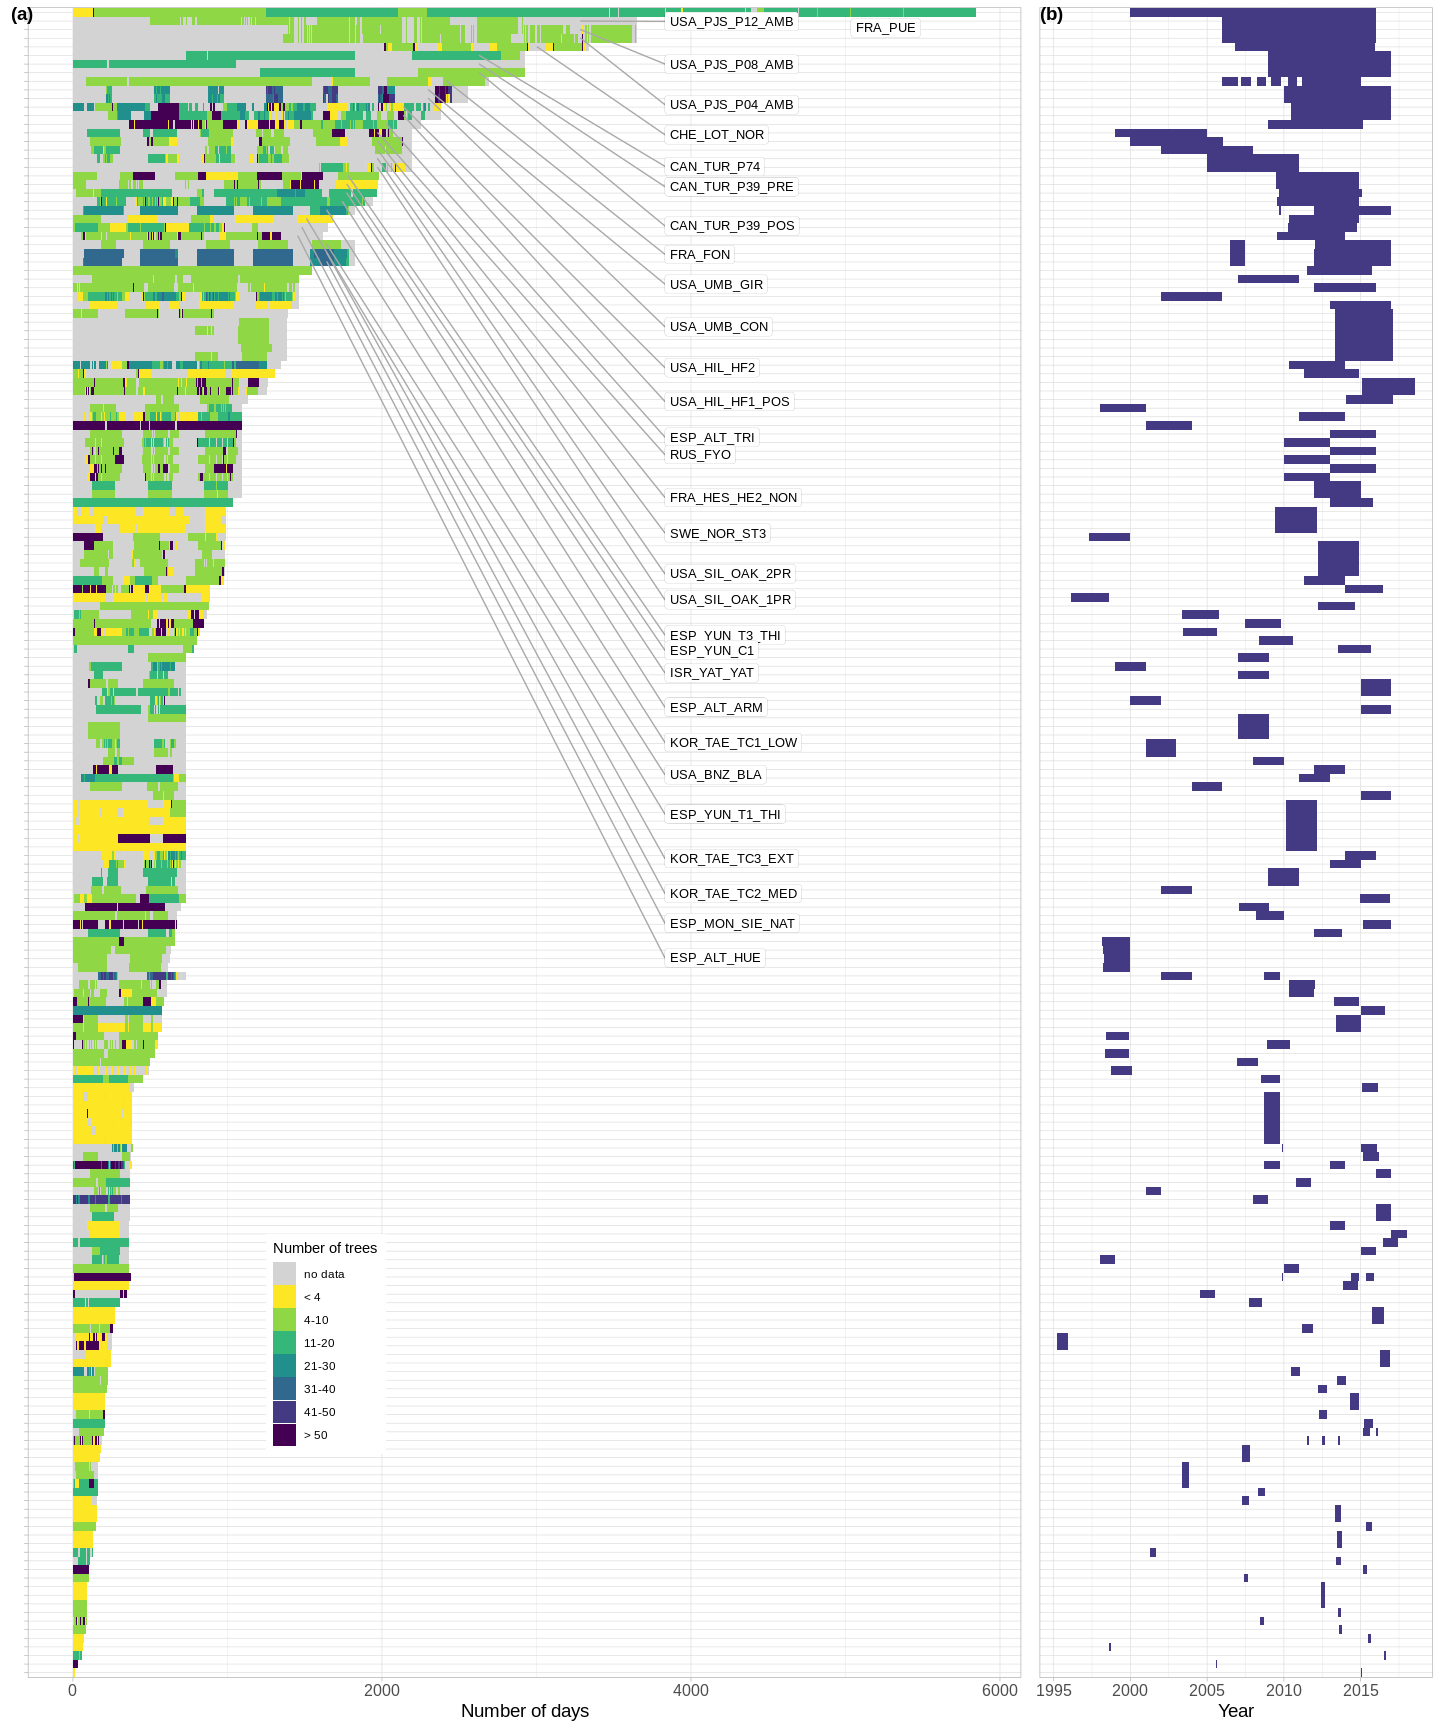 (a)
(b)
USA_PJS_P12_AMB
FRA_PUE
USA_PJS_P08_AMB
USA_PJS_P04_AMB
CHE_LOT_NOR
CAN_TUR_P74
CAN_TUR_P39_PRE
CAN_TUR_P39_POS
FRA_FON
USA_UMB_GIR
USA_UMB_CON
USA_HIL_HF2
USA_HIL_HF1_POS
ESP_ALT_TRI
RUS_FYO
FRA_HES_HE2_NON
SWE_NOR_ST3
USA_SIL_OAK_2PR
USA_SIL_OAK_1PR
ESP_YUN_T3_THI
ESP_YUN_C1
ISR_YAT_YAT
ESP_ALT_ARM
KOR_TAE_TC1_LOW
USA_BNZ_BLA
ESP_YUN_T1_THI
KOR_TAE_TC3_EXT
KOR_TAE_TC2_MED
ESP_MON_SIE_NAT
ESP_ALT_HUE
Number of trees
no data
< 4
4-10
11-20
21-30
31-40
41-50
> 50
0 2000 4000 6000
Number of days
1995 2000 2005 2010 2015
Year